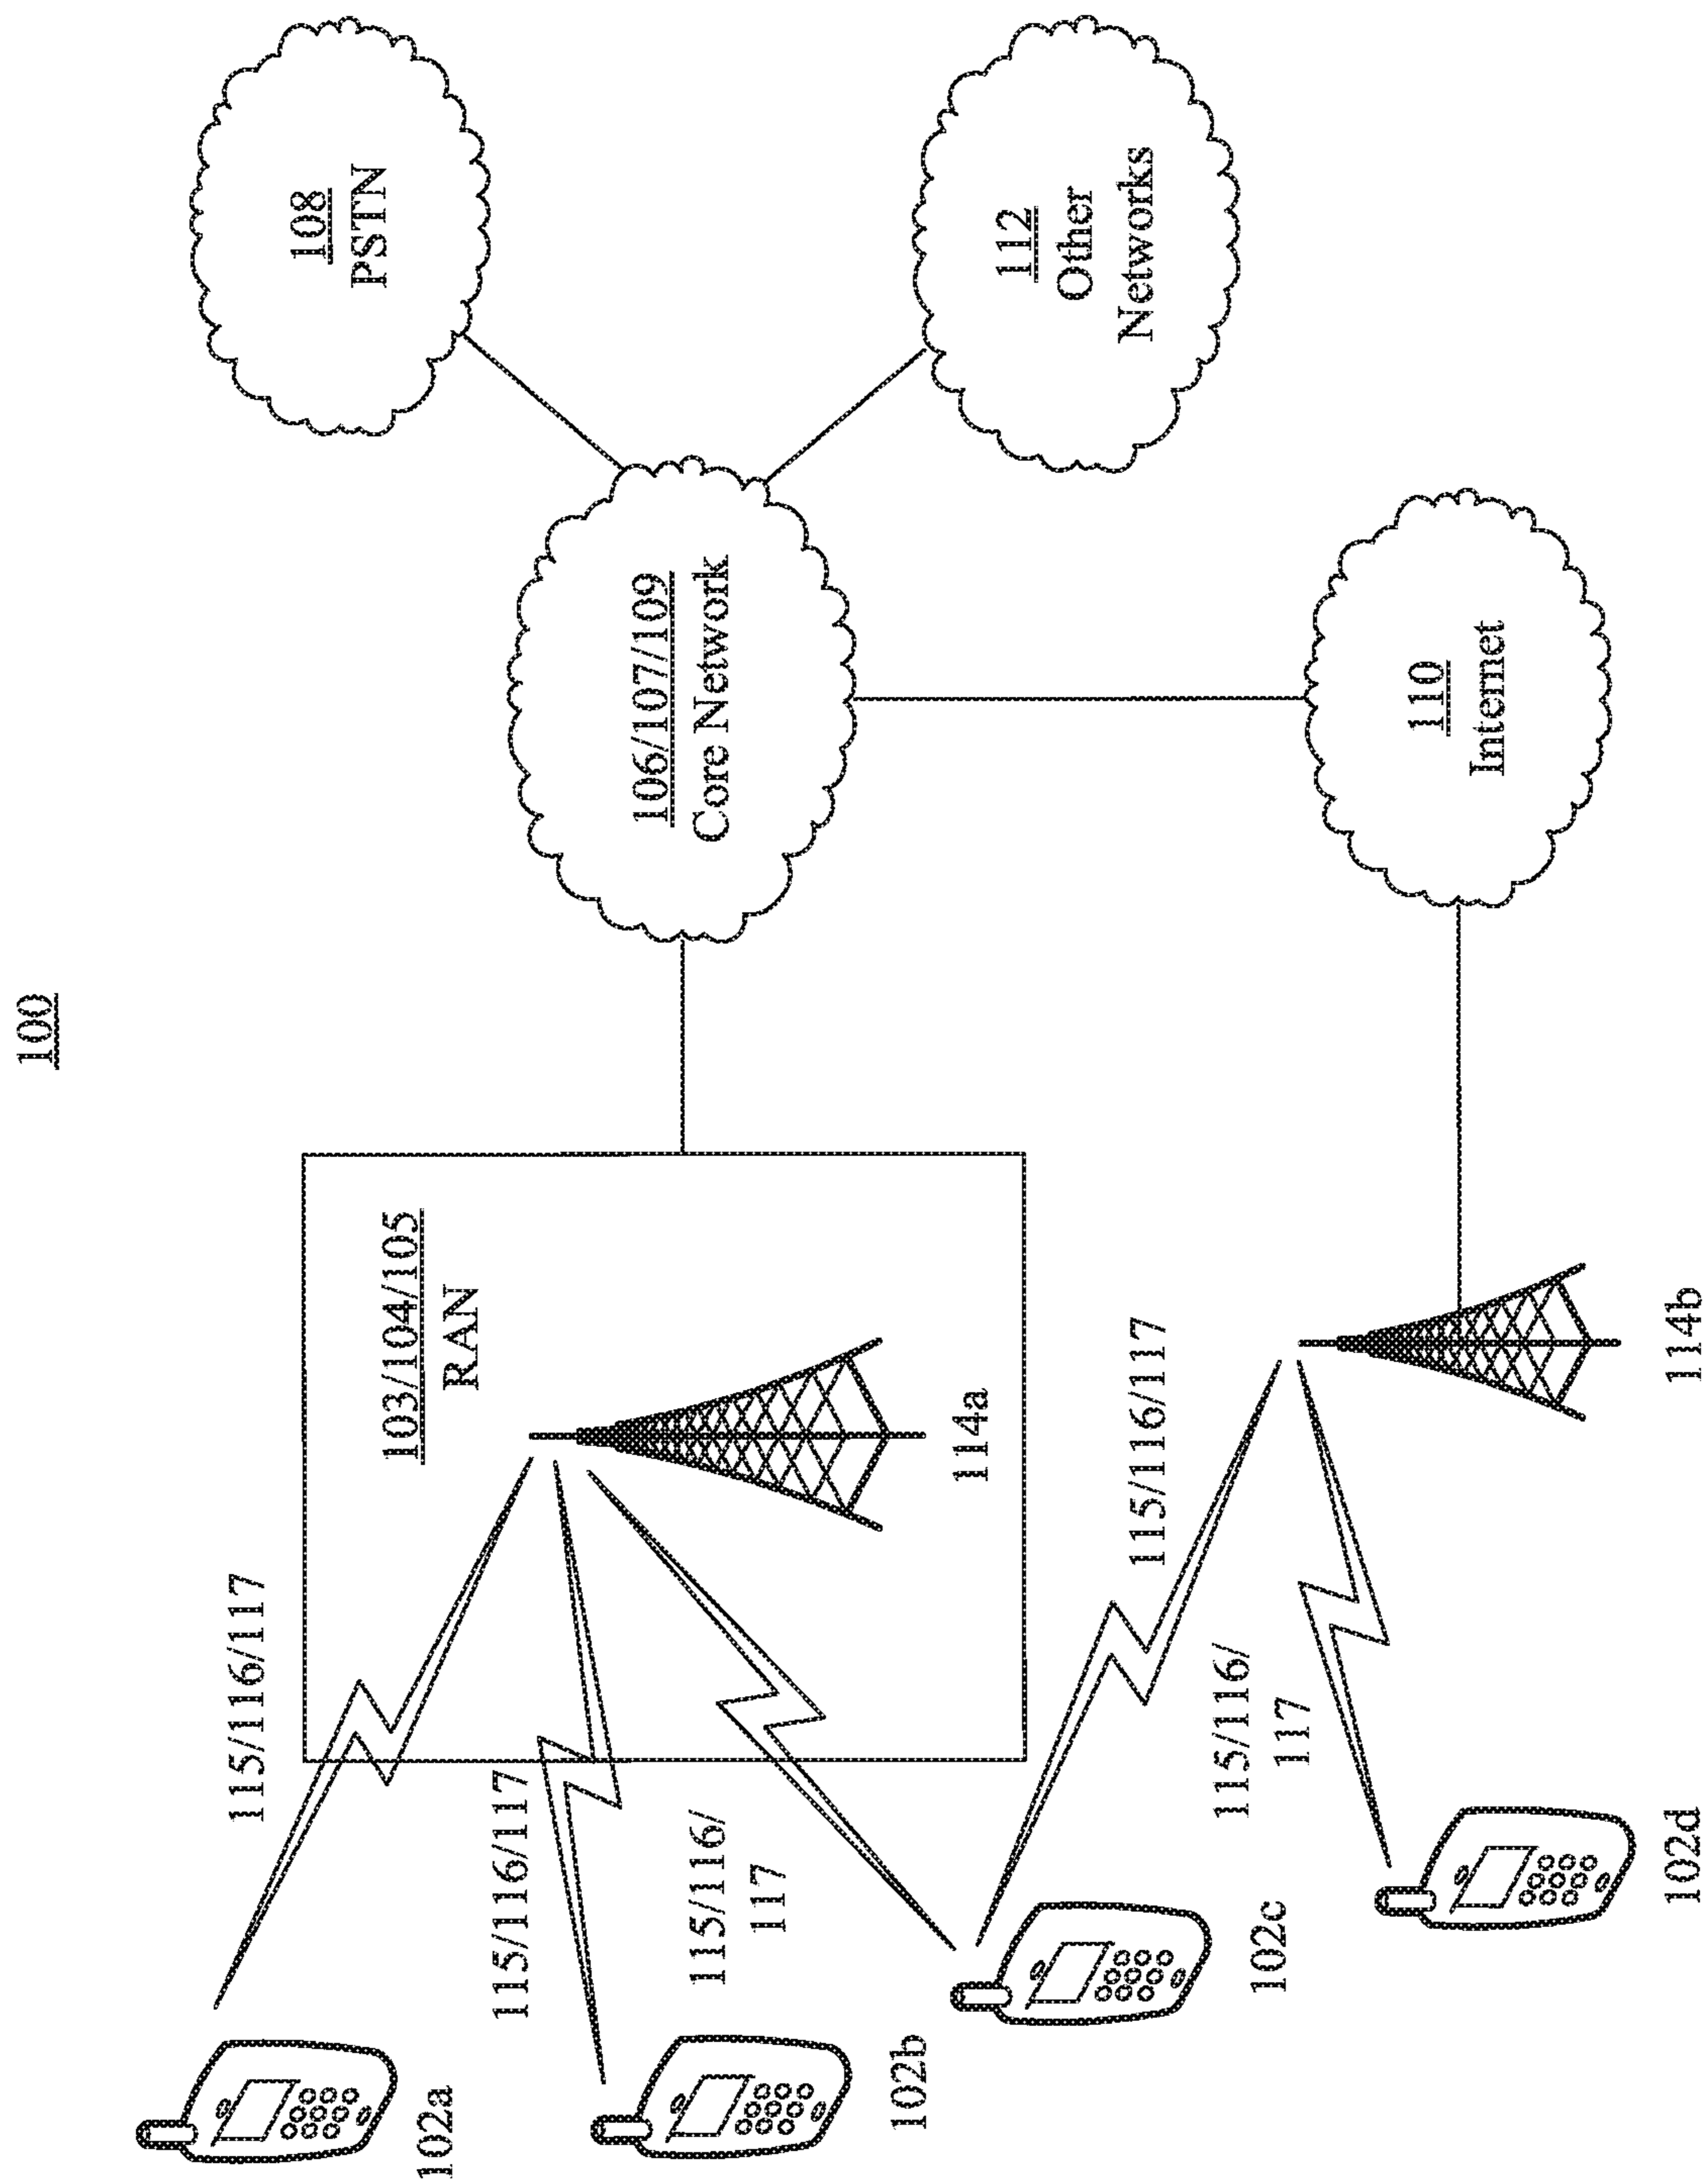 100
102a
115/116/117
103/104/105
RAN
108
PSTN
102b
115/116/117
115/116/
117
114a
106/107/109
Core Network
112
Other
Networks
102c
115/116/117
115/116/
117
102d
114b
110
Internet